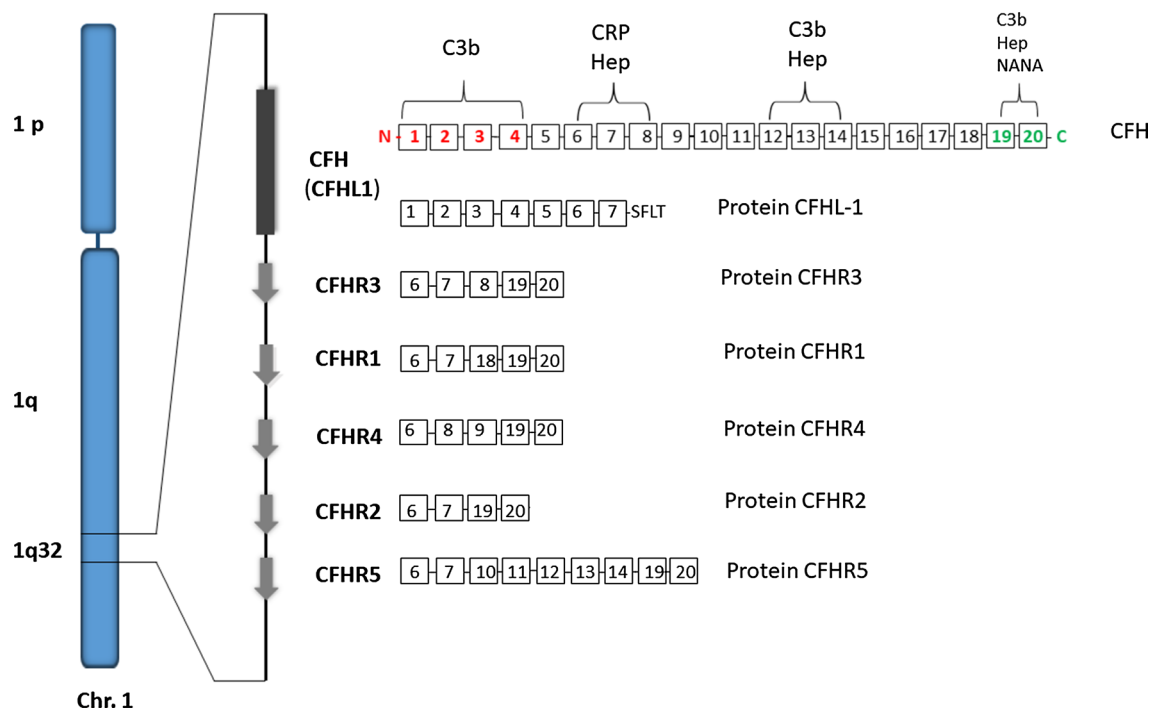 1 p
1q
1q32
Chr. 1
C3b
CRP
Hep
C3b
Hep
C3b
Hep
NANA
N - 1 2 3 4 5 6 7 8 9 10 11 12 13 14 15 16 17 18 19 20 - C
CFH
CFH
(CFHL1)
1 2 3 4 5 6 7 -SFLT
Protein CFHL-1
CFHR3
6 7 8 19 20
Protein CFHR3
CFHR1
6 7 18 19 20
Protein CFHR1
CFHR4
6 8 9 19 20
Protein CFHR4
CFHR2
6 7 19 20
Protein CFHR2
CFHR5
6 7 10 11 12 13 14 19 20
Protein CFHR5